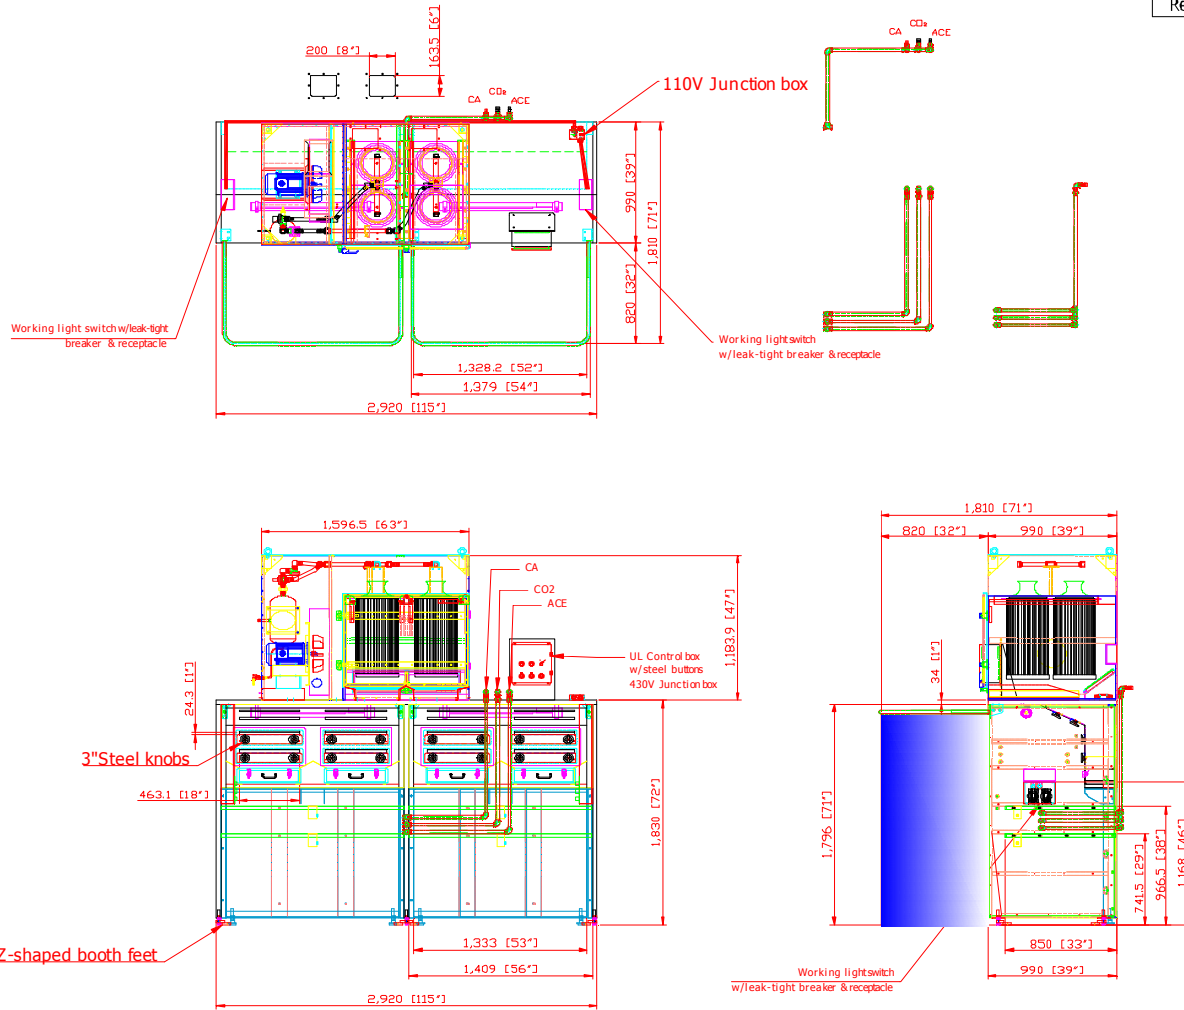 Re
163.5 [6"]
200 [8"]
CO₂
CA
ACE
110V Junction box
CO₂
CA
ACE
990 [39"]
1,810 [71"]
820 [32"]
Working light switch w/leak-tight
breaker & receptacle
Working lightswitch
w/leak-tight breaker & receptacle
1,328.2 [52"]
1,379 [54"]
2,920 [115"]
1,596.5 [63"]
CA
CO2
ACE
1,183.9 [47"]
UL Control box
w/steel buttons
430V Junction box
24.3 [1"]
3"Steel knobs
463.1 [18"]
1,830 [72"]
Z-shaped booth feet
1,333 [53"]
1,409 [56"]
2,920 [115"]
1,810 [71"]
820 [32"]
990 [39"]
34 [1"]
1,796 [71"]
741.5 [29"]
966.5 [38"]
1,168 [46"]
850 [33"]
990 [39"]
Working lightswitch
w/leak-tight breaker & receptacle